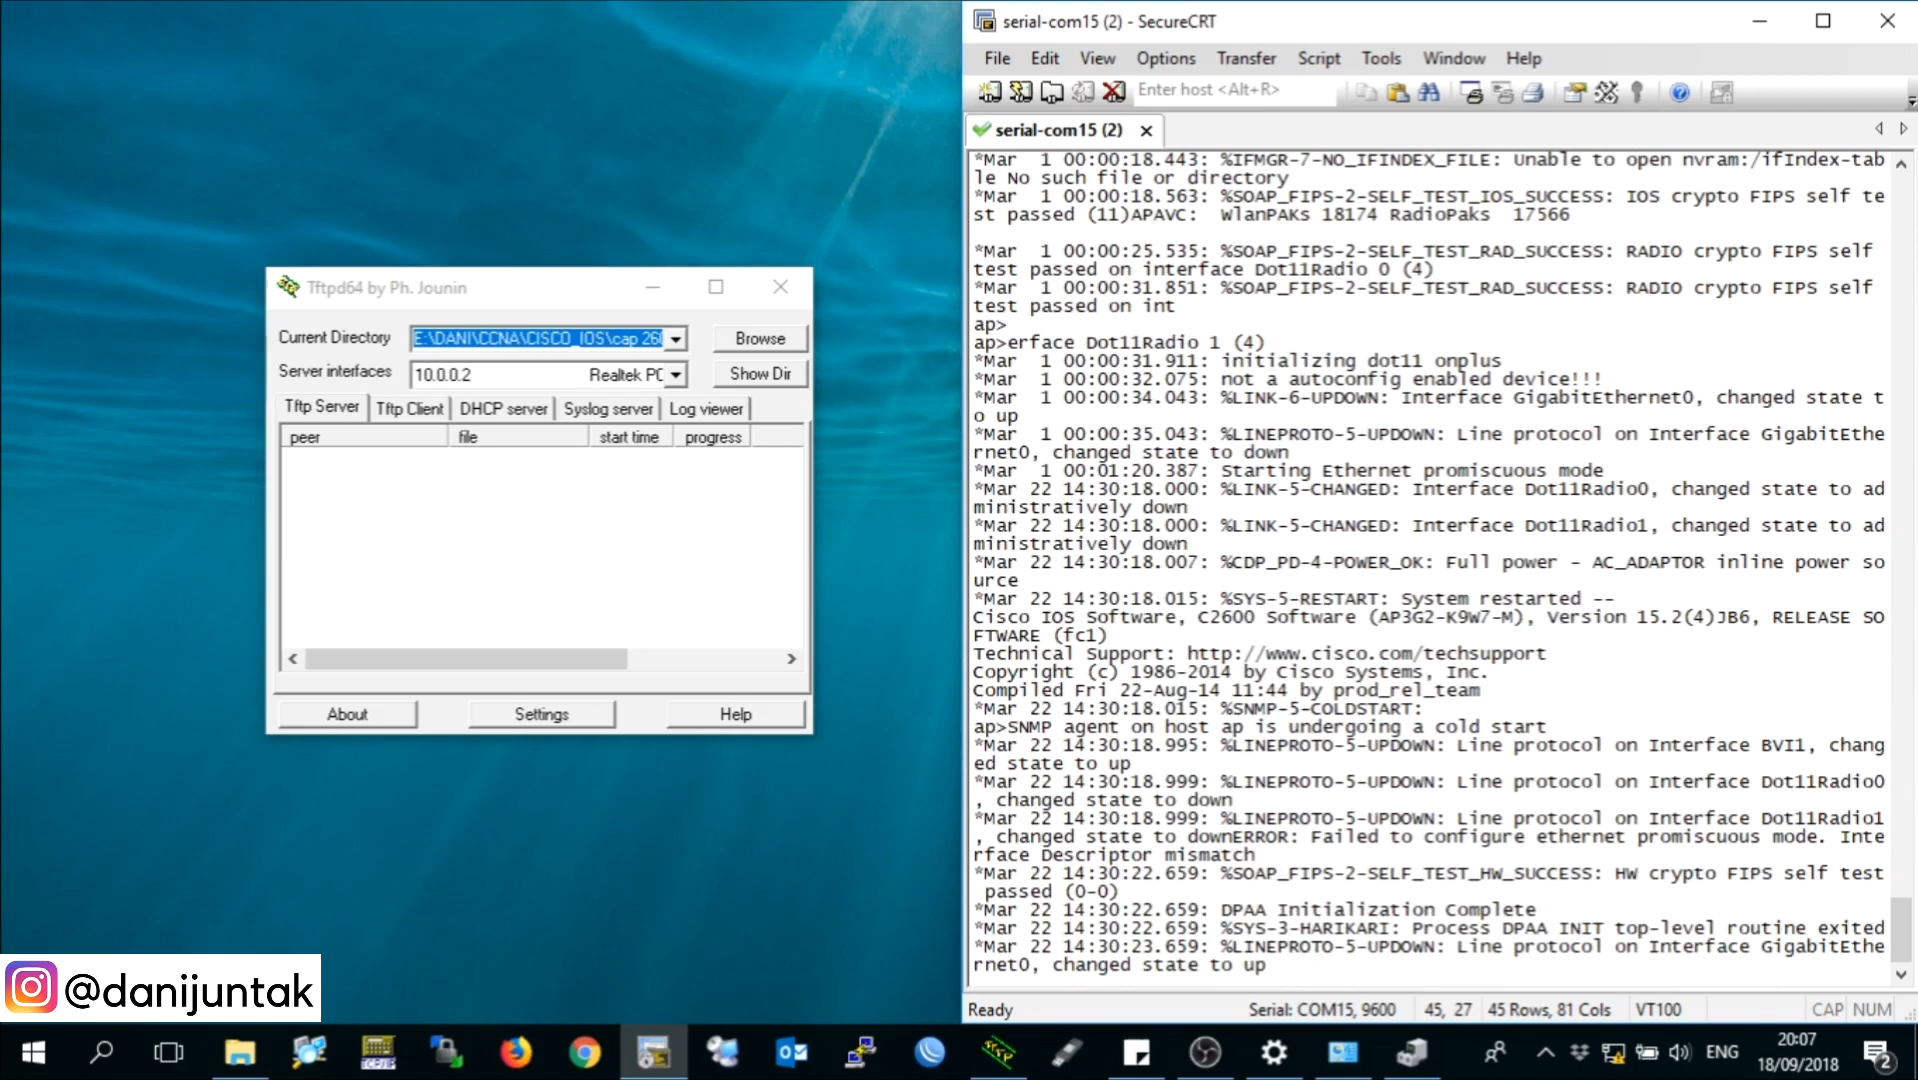 serial-com15 (2) - SecureCRT
File Edit View Options Transfer Script Tools Window Help
Enter host <Alt+R>
serial-com15 (2)
*Mar  1 00:00:18.443: %IFMGR-7-NO_IFINDEX_FILE: Unable to open nvram:/ifIndex-tab
le No such file or directory
*Mar  1 00:00:18.563: %SOAP_FIPS-2-SELF_TEST_IOS_SUCCESS: IOS crypto FIPS self te
st passed (11)APAVC:  WlanPAKs 18174 RadioPaks  17566
*Mar  1 00:00:25.535: %SOAP_FIPS-2-SELF_TEST_RAD_SUCCESS: RADIO crypto FIPS self
test passed on interface Dot11Radio 0 (4)
*Mar  1 00:00:31.851: %SOAP_FIPS-2-SELF_TEST_RAD_SUCCESS: RADIO crypto FIPS self
test passed on int
ap>
ap>erface Dot11Radio 1 (4)
*Mar  1 00:00:31.911: initializing dot11 onplus
*Mar  1 00:00:32.075: not a autoconfig enabled device!!!
*Mar  1 00:00:34.043: %LINK-6-UPDOWN: Interface GigabitEthernet0, changed state t
o up
*Mar  1 00:00:35.043: %LINEPROTO-5-UPDOWN: Line protocol on Interface GigabitEthe
rnet0, changed state to down
*Mar  1 00:01:20.387: Starting Ethernet promiscuous mode
*Mar 22 14:30:18.000: %LINK-5-CHANGED: Interface Dot11Radio0, changed state to ad
ministratively down
*Mar 22 14:30:18.000: %LINK-5-CHANGED: Interface Dot11Radio1, changed state to ad
ministratively down
*Mar 22 14:30:18.007: %CDP_PD-4-POWER_OK: Full power - AC_ADAPTOR inline power so
urce
*Mar 22 14:30:18.015: %SYS-5-RESTART: System restarted --
Cisco IOS Software, C2600 Software (AP3G2-K9W7-M), Version 15.2(4)JB6, RELEASE SO
FTWARE (fc1)
Technical Support: http://www.cisco.com/techsupport
Copyright (c) 1986-2014 by Cisco Systems, Inc.
Compiled Fri 22-Aug-14 11:44 by prod_rel_team
*Mar 22 14:30:18.015: %SNMP-5-COLDSTART:
ap>SNMP agent on host ap is undergoing a cold start
*Mar 22 14:30:18.995: %LINEPROTO-5-UPDOWN: Line protocol on Interface BVI1, chang
ed state to up
*Mar 22 14:30:18.999: %LINEPROTO-5-UPDOWN: Line protocol on Interface Dot11Radio0
, changed state to down
*Mar 22 14:30:18.999: %LINEPROTO-5-UPDOWN: Line protocol on Interface Dot11Radio1
, changed state to downERROR: Failed to configure ethernet promiscuous mode. Inte
rface Descriptor mismatch
*Mar 22 14:30:22.659: %SOAP_FIPS-2-SELF_TEST_HW_SUCCESS: HW crypto FIPS self test
 passed (0-0)
*Mar 22 14:30:22.659: DPAA Initialization Complete
*Mar 22 14:30:22.659: %SYS-3-HARIKARI: Process DPAA INIT top-level routine exited
*Mar 22 14:30:23.659: %LINEPROTO-5-UPDOWN: Line protocol on Interface GigabitEthe
rnet0, changed state to up
Ready Serial: COM15, 9600 45, 27 45 Rows, 81 Cols VT100 CAP NUM
Tftpd64 by Ph. Jounin
Current Directory E:\DANI\CCNA\CISCO_IOS\cap 26 Browse
Server interfaces 10.0.0.2 Realtek PC Show Dir
Tftp Server Tftp Client DHCP server Syslog server Log viewer
peer file start time progress
About Settings Help
@danijuntak
ENG
20:07
18/09/2018
2